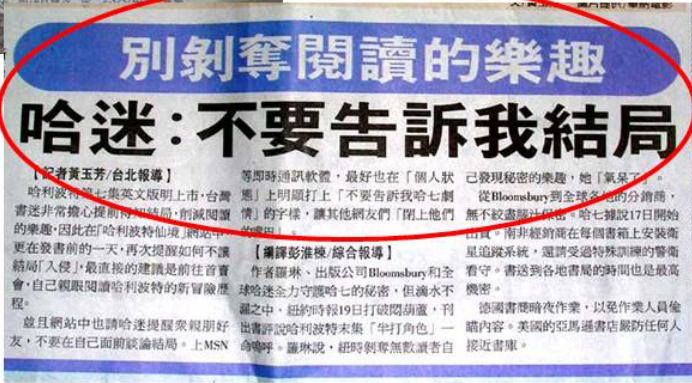 別剝奪閱讀的樂趣
哈迷：不要告訴我結局
【記者黃玉芳/台北報導】
哈利波特第七集英文版明上市，台灣
書迷非常擔心提前得知結局，削減閱讀
的樂趣，因此在「哈利波特仙境」網站中，
更在發書前的一天，再次提醒如何不讓
結局「入侵」，最直接的建議是前往首賣
會，自己親眼閱讀哈利波特的新冒險歷
程。
並且網站中也請哈迷提醒眾親朋好
友，不要在自己面前談論結局。上MSN
等即時通訊軟體，最好也在「個人狀
態」上明顯打上「不要告訴我哈七劇
情」的字樣，讓其他網友們「閉上他們
的嘴巴」。
【編譯彭淮棟/綜合報導】
作者羅琳、出版公司Bloomsbury和全
球哈迷全力守護哈七的秘密，但滴水不
漏之中，紐約時報19日打破悶葫蘆，刊
出書評說哈利波特末集「半打角色」一
命嗚呼。羅琳說，紐時剝奪無數讀者自
己發現秘密的樂趣，她「氣呆了」。
從Bloomsbury到全球各地的分銷商，
無不絞盡腦汁保密。哈七據說17日開始
出貨。南非經銷商在每個書箱上安裝衛
星追蹤系統，還請受過特殊訓練的警衛
看守。書送到各地書局的時間也是最高
機密。
德國書商暗夜作業，以免作業人員偷
瞄內容。美國的亞馬遜書店嚴防任何人
接近書庫。